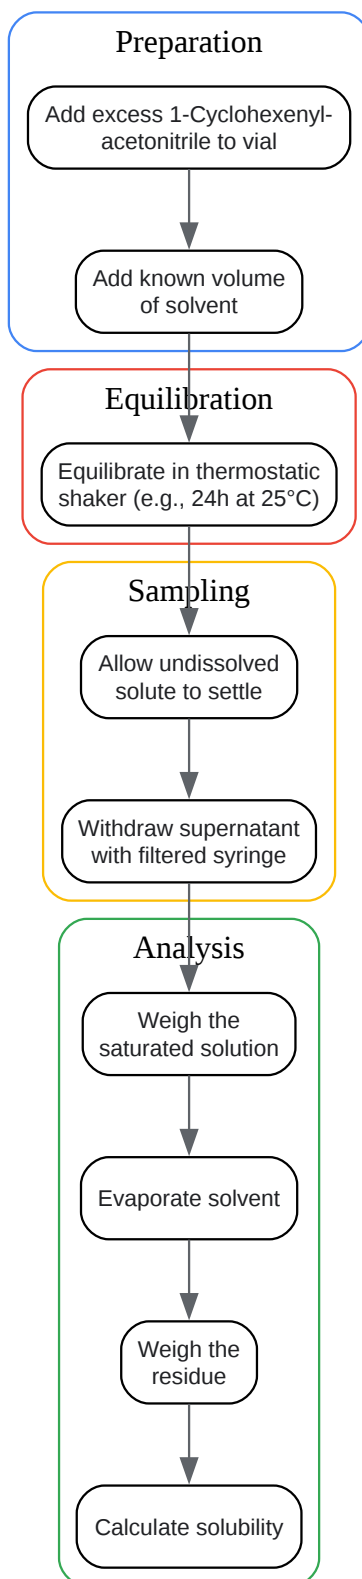 Preparation
Add excess 1-Cyclohexenyl-
acetonitrile to vial
Add known volume
of solvent
Equilibration
Equilibrate in thermostatic
shaker (e.g., 24h at 25°C)
Sampling
Allow undissolved
solute to settle
Withdraw supernatant
with filtered syringe
Analysis
Weigh the
saturated solution
Evaporate solvent
Weigh the
residue
Calculate solubility